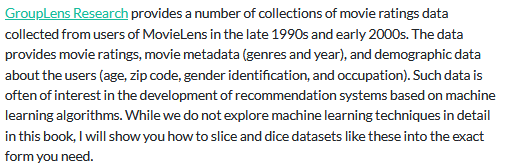 GroupLens Research provides a number of collections of movie ratings data
collected from users of MovieLens in the late 1990s and early 2000s. The data
provides movie ratings, movie metadata (genres and year), and demographic data
about the users (age, zip code, gender identification, and occupation). Such data is
often of interest in the development of recommendation systems based on machine
learning algorithms. While we do not explore machine learning techniques in detail
in this book, I will show you how to slice and dice datasets like these into the exact
form you need.